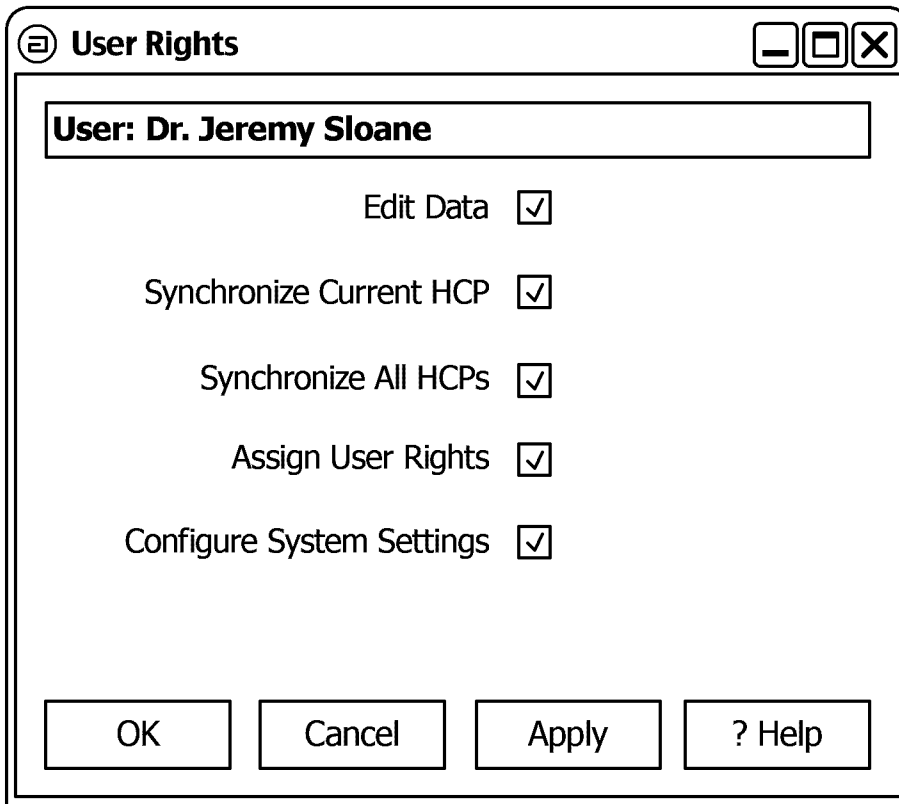 User Rights
User: Dr. Jeremy Sloane
Edit Data
Synchronize Current HCP
Synchronize All HCPs
Assign User Rights
Configure System Settings
OK Cancel Apply ? Help